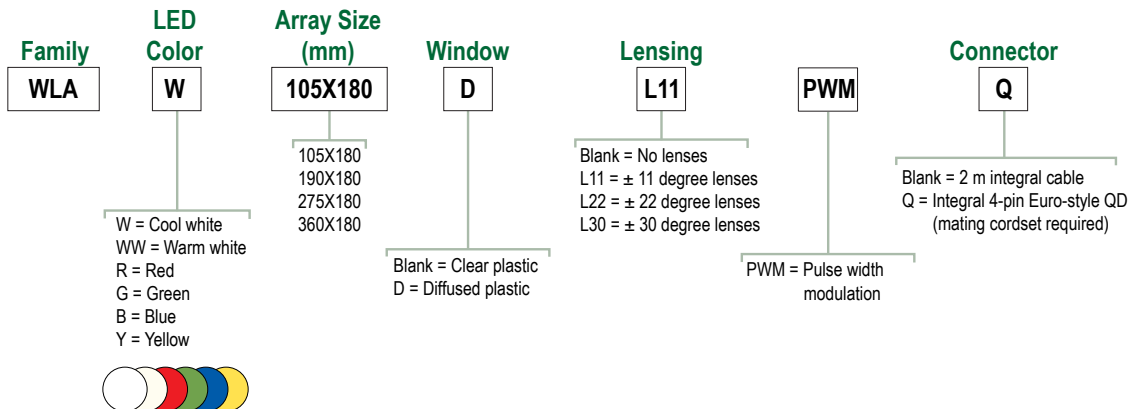 Family
LED
Color
Array Size
(mm)
Window
Lensing
Connector
WLA
W
105X180
D
L11
PWM
Q
W = Cool white
WW = Warm white
R = Red
G = Green
B = Blue
Y = Yellow
105X180
190X180
275X180
360X180
Blank = Clear plastic
D = Diffused plastic
Blank = No lenses
L11 = ± 11 degree lenses
L22 = ± 22 degree lenses
L30 = ± 30 degree lenses
PWM = Pulse width
modulation
Blank = 2 m integral cable
Q = Integral 4-pin Euro-style QD
(mating cordset required)